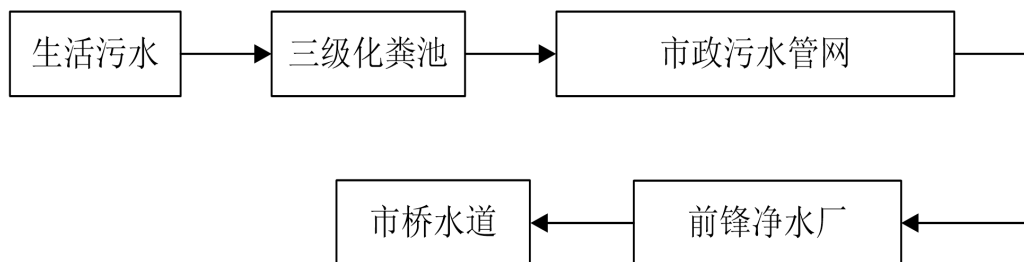 生活污水
三级化粪池
市政污水管网
前锋净水厂
市桥水道